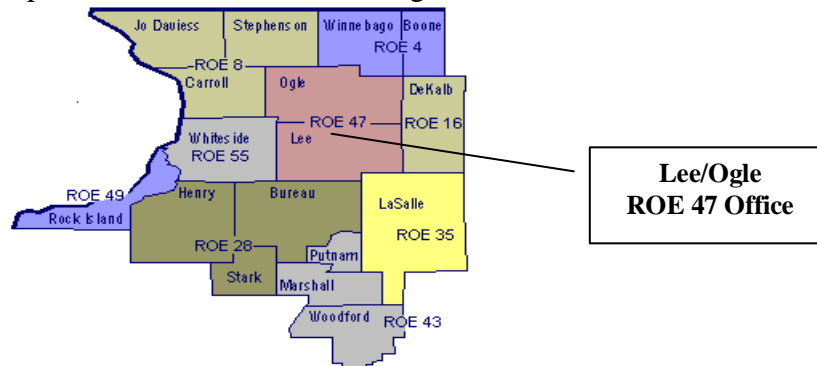 Jo Daviess
Stephenson
Winnebago
Boone
ROE 4
ROE 8
Carroll
Ogle
DeKalb
ROE 47
ROE 16
Whiteside
ROE 55
Lee
Lee/Ogle
ROE 47 Office
ROE 49
Rock Island
Henry
Bureau
LaSalle
ROE 35
ROE 28
Putnam
Stark
Marshall
Woodford
ROE 43